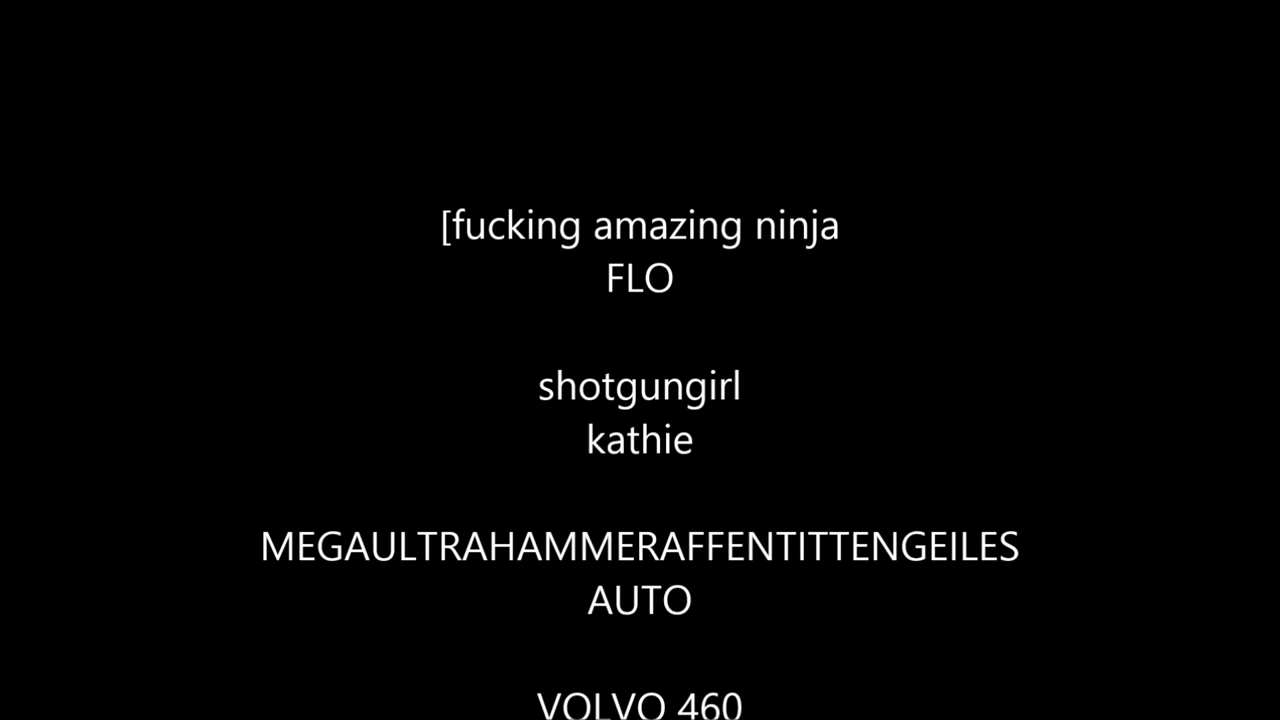 [fucking amazing ninja
FLO
shotgungirl
kathie
MEGAULTRAHAMMERAFFENTITTENGEILES
AUTO
VOLVO 460